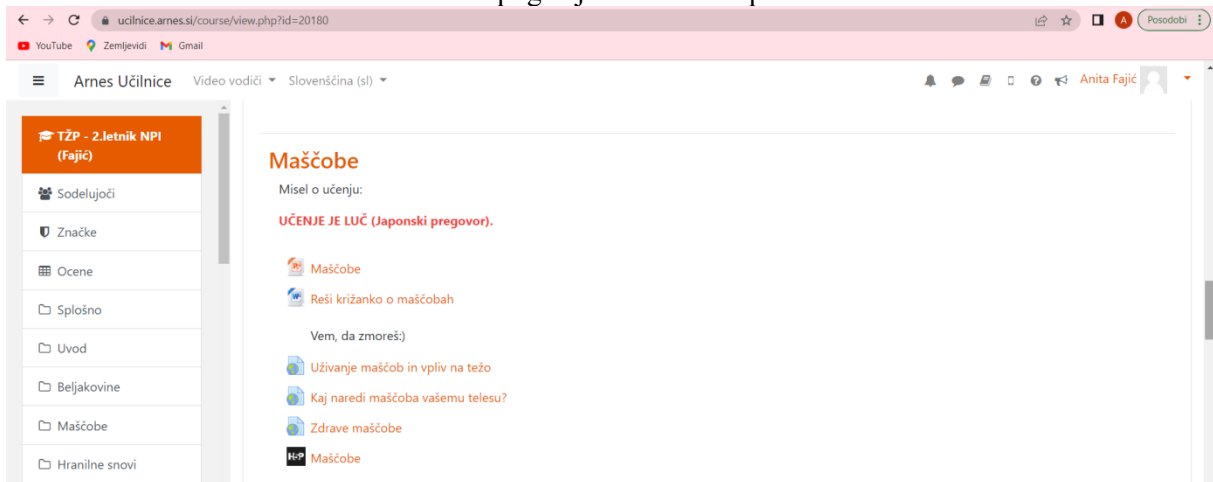 ucilnice.arnes.si/course/view.php?id=20180
A
Posodobi
YouTube
Zemljevidi
Gmail
Arnes Učilnice
Video vodiči
Slovenščina (sl)
Anita Fajić
TŽP - 2.letnik NPI
(Fajić)
Sodelujoči
Značke
Ocene
Splošno
Uvod
Beljakovine
Maščobe
Hranilne snovi
Maščobe
Misel o učenju:
UČENJE JE LUČ (Japonski pregovor).
Maščobe
Reši križanko o maščobah
Vem, da zmoreš:)
Uživanje maščob in vpliv na težo
Kaj naredi maščoba vašemu telesu?
Zdrave maščobe
H5P Maščobe